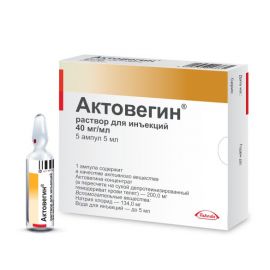 Актовегин®
раствор для инъекций
40 мг/мл
5 ампул 5 мл
1 ампула содержит
в качестве активного вещества
Актовегина концентрат
(в пересчете на сухой депротеинизированный
гемодериват крови телят) — 200,0 мг
Вспомогательные вещества:
Натрия хлорид — 134,0 мг
Вода для инъекций — до 5 мл
Takeda